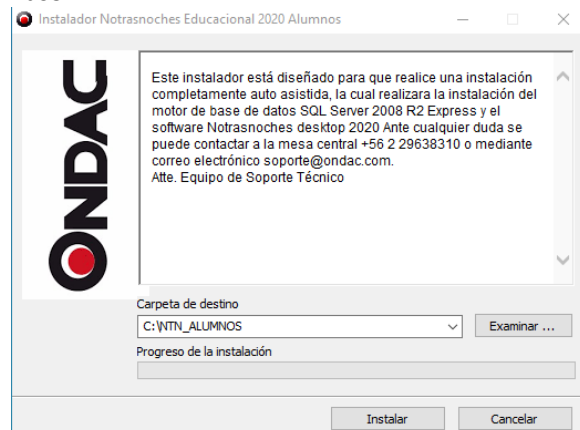 Instalador Notrasnoches Educacional 2020 Alumnos
ONDAC
Este instalador está diseñado para que realice una instalación
completamente auto asistida, la cual realizara la instalación del
motor de base de datos SQL Server 2008 R2 Express y el
software Notrasnoches desktop 2020 Ante cualquier duda se
puede contactar a la mesa central +56 2 29638310 o mediante
correo electrónico soporte@ondac.com.
Atte. Equipo de Soporte Técnico
Carpeta de destino
C:\NTN_ALUMNOS
Examinar ...
Progreso de la instalación
Instalar
Cancelar